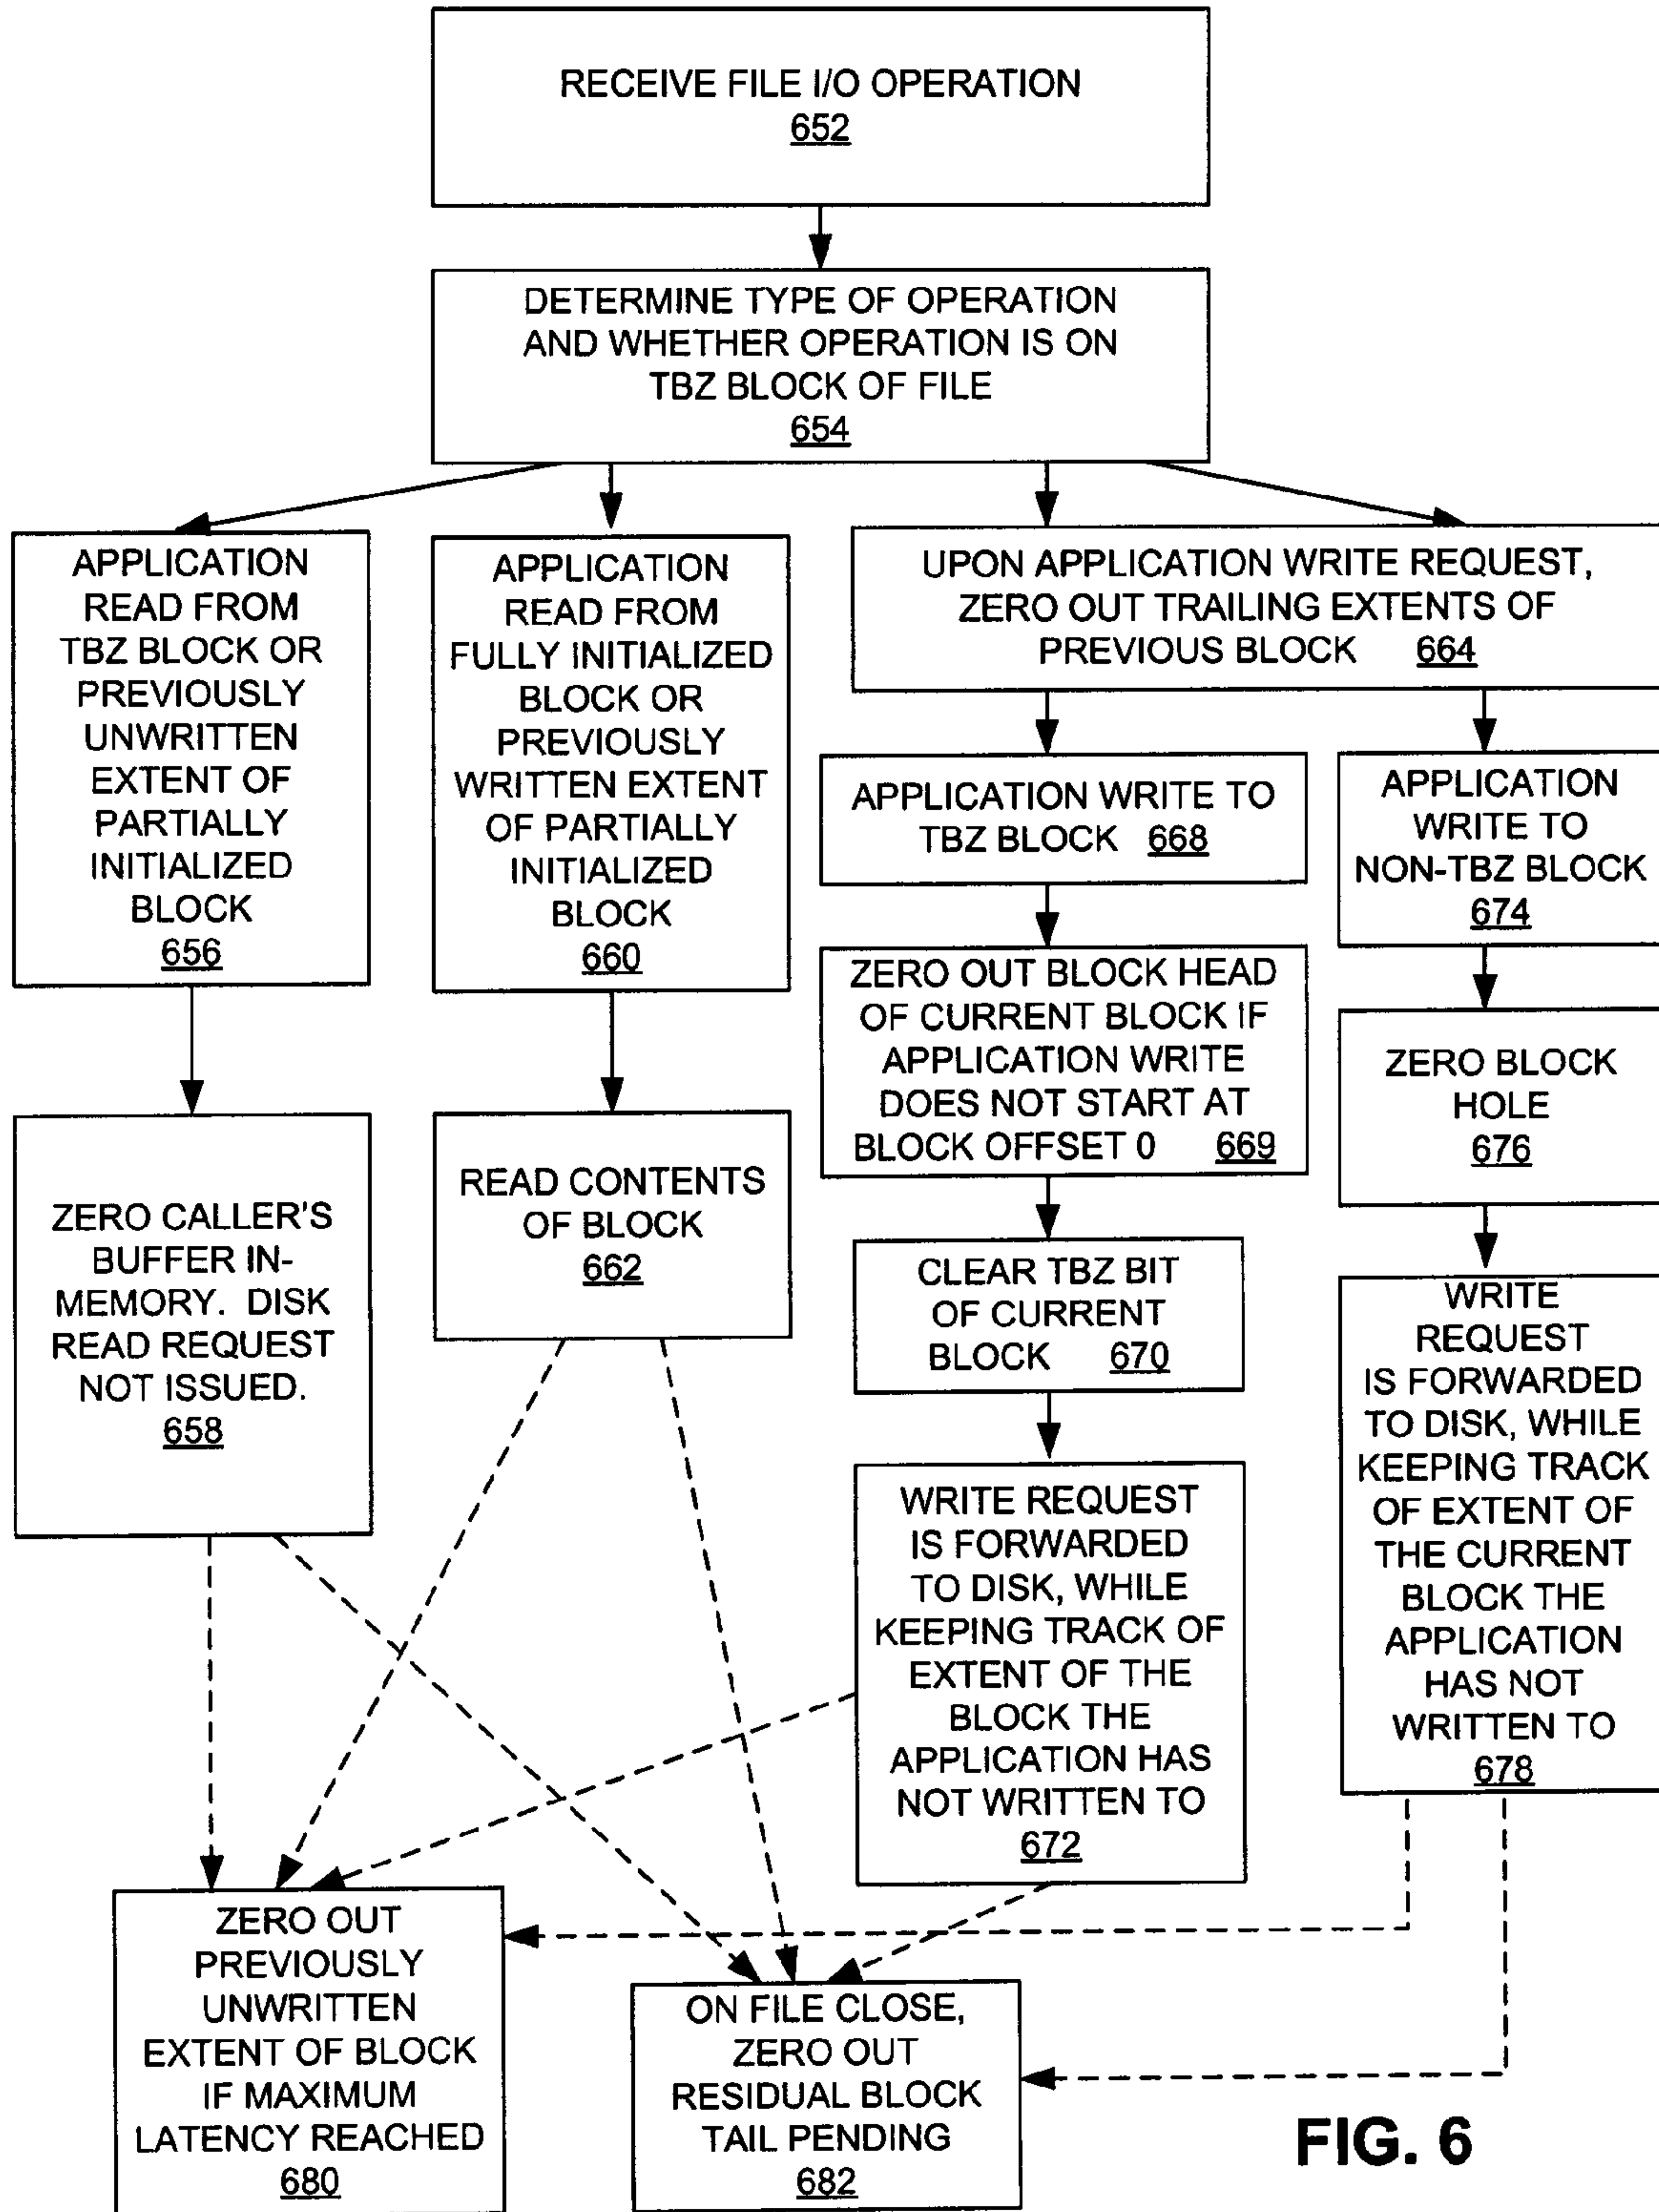 RECEIVE FILE I/O OPERATION
652
DETERMINE TYPE OF OPERATION
AND WHETHER OPERATION IS ON
TBZ BLOCK OF FILE
654
APPLICATION
READ FROM
TBZ BLOCK OR
PREVIOUSLY
UNWRITTEN
EXTENT OF
PARTIALLY
INITIALIZED
BLOCK
656
APPLICATION
READ FROM
FULLY INITIALIZED
BLOCK OR
PREVIOUSLY
WRITTEN EXTENT
OF PARTIALLY
INITIALIZED
BLOCK
660
UPON APPLICATION WRITE REQUEST,
ZERO OUT TRAILING EXTENTS OF
PREVIOUS BLOCK 664
APPLICATION WRITE TO
TBZ BLOCK 668
APPLICATION
WRITE TO
NON-TBZ BLOCK
674
ZERO OUT BLOCK HEAD
OF CURRENT BLOCK IF
APPLICATION WRITE
DOES NOT START AT
BLOCK OFFSET 0 669
ZERO BLOCK
HOLE
676
ZERO CALLER'S
BUFFER IN-
MEMORY. DISK
READ REQUEST
NOT ISSUED.
658
READ CONTENTS
OF BLOCK
662
CLEAR TBZ BIT
OF CURRENT
BLOCK 670
WRITE REQUEST
IS FORWARDED
TO DISK, WHILE
KEEPING TRACK OF
EXTENT OF THE
BLOCK THE
APPLICATION HAS
NOT WRITTEN TO
672
WRITE
REQUEST
IS FORWARDED
TO DISK, WHILE
KEEPING TRACK
OF EXTENT OF
THE CURRENT
BLOCK THE
APPLICATION
HAS NOT
WRITTEN TO
678
ZERO OUT
PREVIOUSLY
UNWRITTEN
EXTENT OF BLOCK
IF MAXIMUM
LATENCY REACHED
680
ON FILE CLOSE,
ZERO OUT
RESIDUAL BLOCK
TAIL PENDING
682
FIG. 6